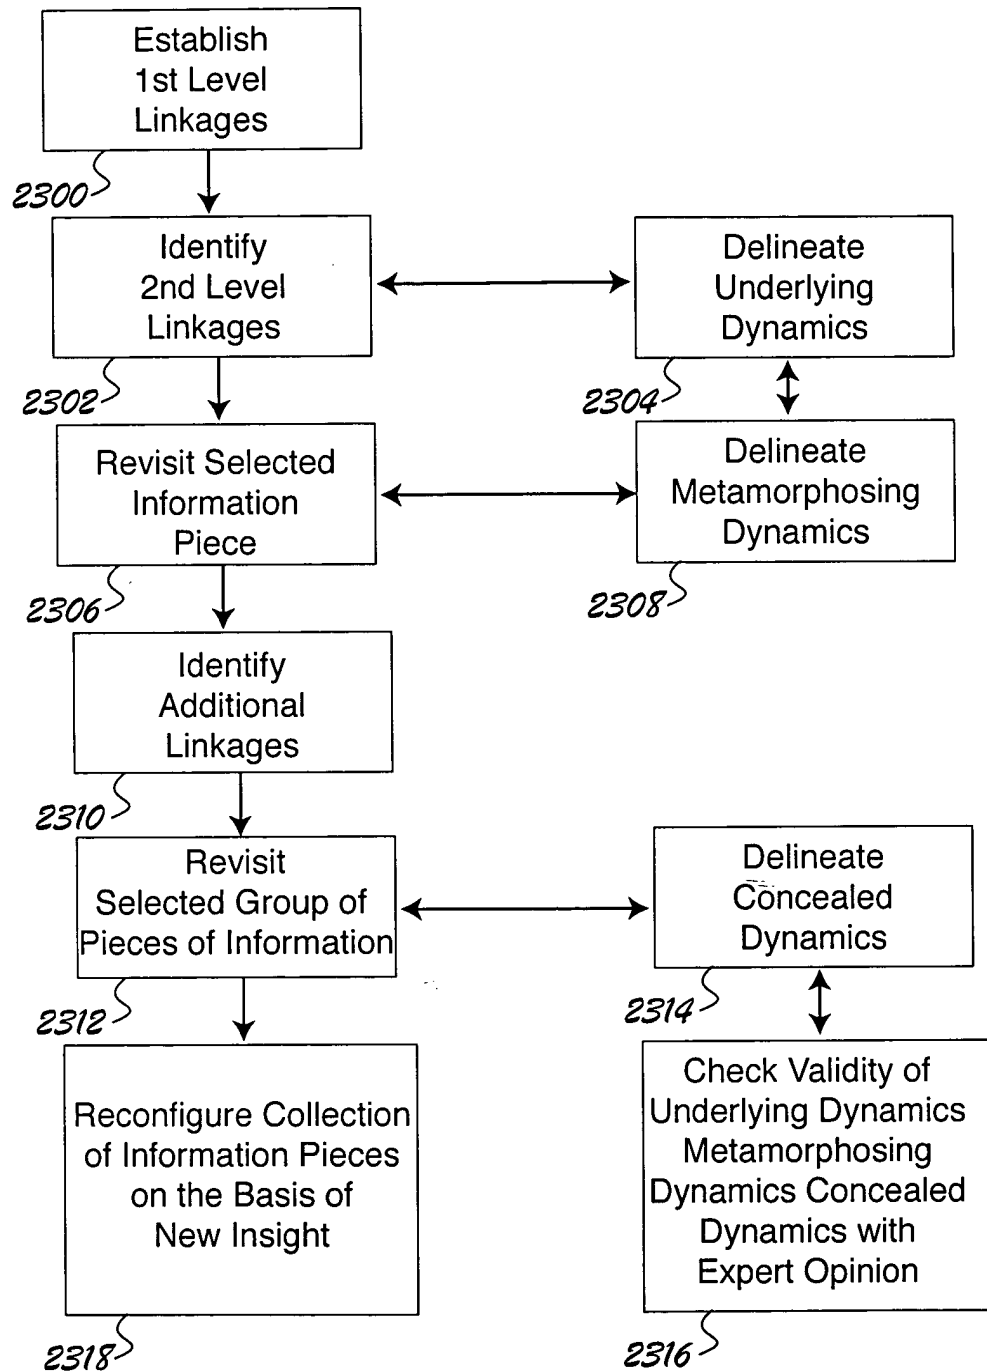 Establish
1st Level
Linkages
2300
Identify
2nd Level
Linkages
2302
Delineate
Underlying
Dynamics
2304
Revisit Selected
Information
Piece
2306
Delineate
Metamorphosing
Dynamics
2308
Identify
Additional
Linkages
2310
Revisit
Selected Group of
Pieces of Information
2312
Delineate
Concealed
Dynamics
2314
Reconfigure Collection
of Information Pieces
on the Basis of
New Insight
2318
Check Validity of
Underlying Dynamics
Metamorphosing
Dynamics Concealed
Dynamics with
Expert Opinion
2316